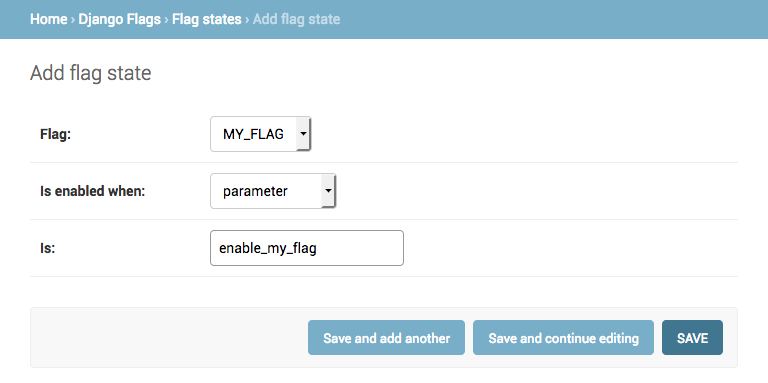 Home › Django Flags › Flag states › Add flag state
Add flag state
Flag: MY_FLAG
Is enabled when: parameter
Is: enable_my_flag
Save and add another Save and continue editing SAVE